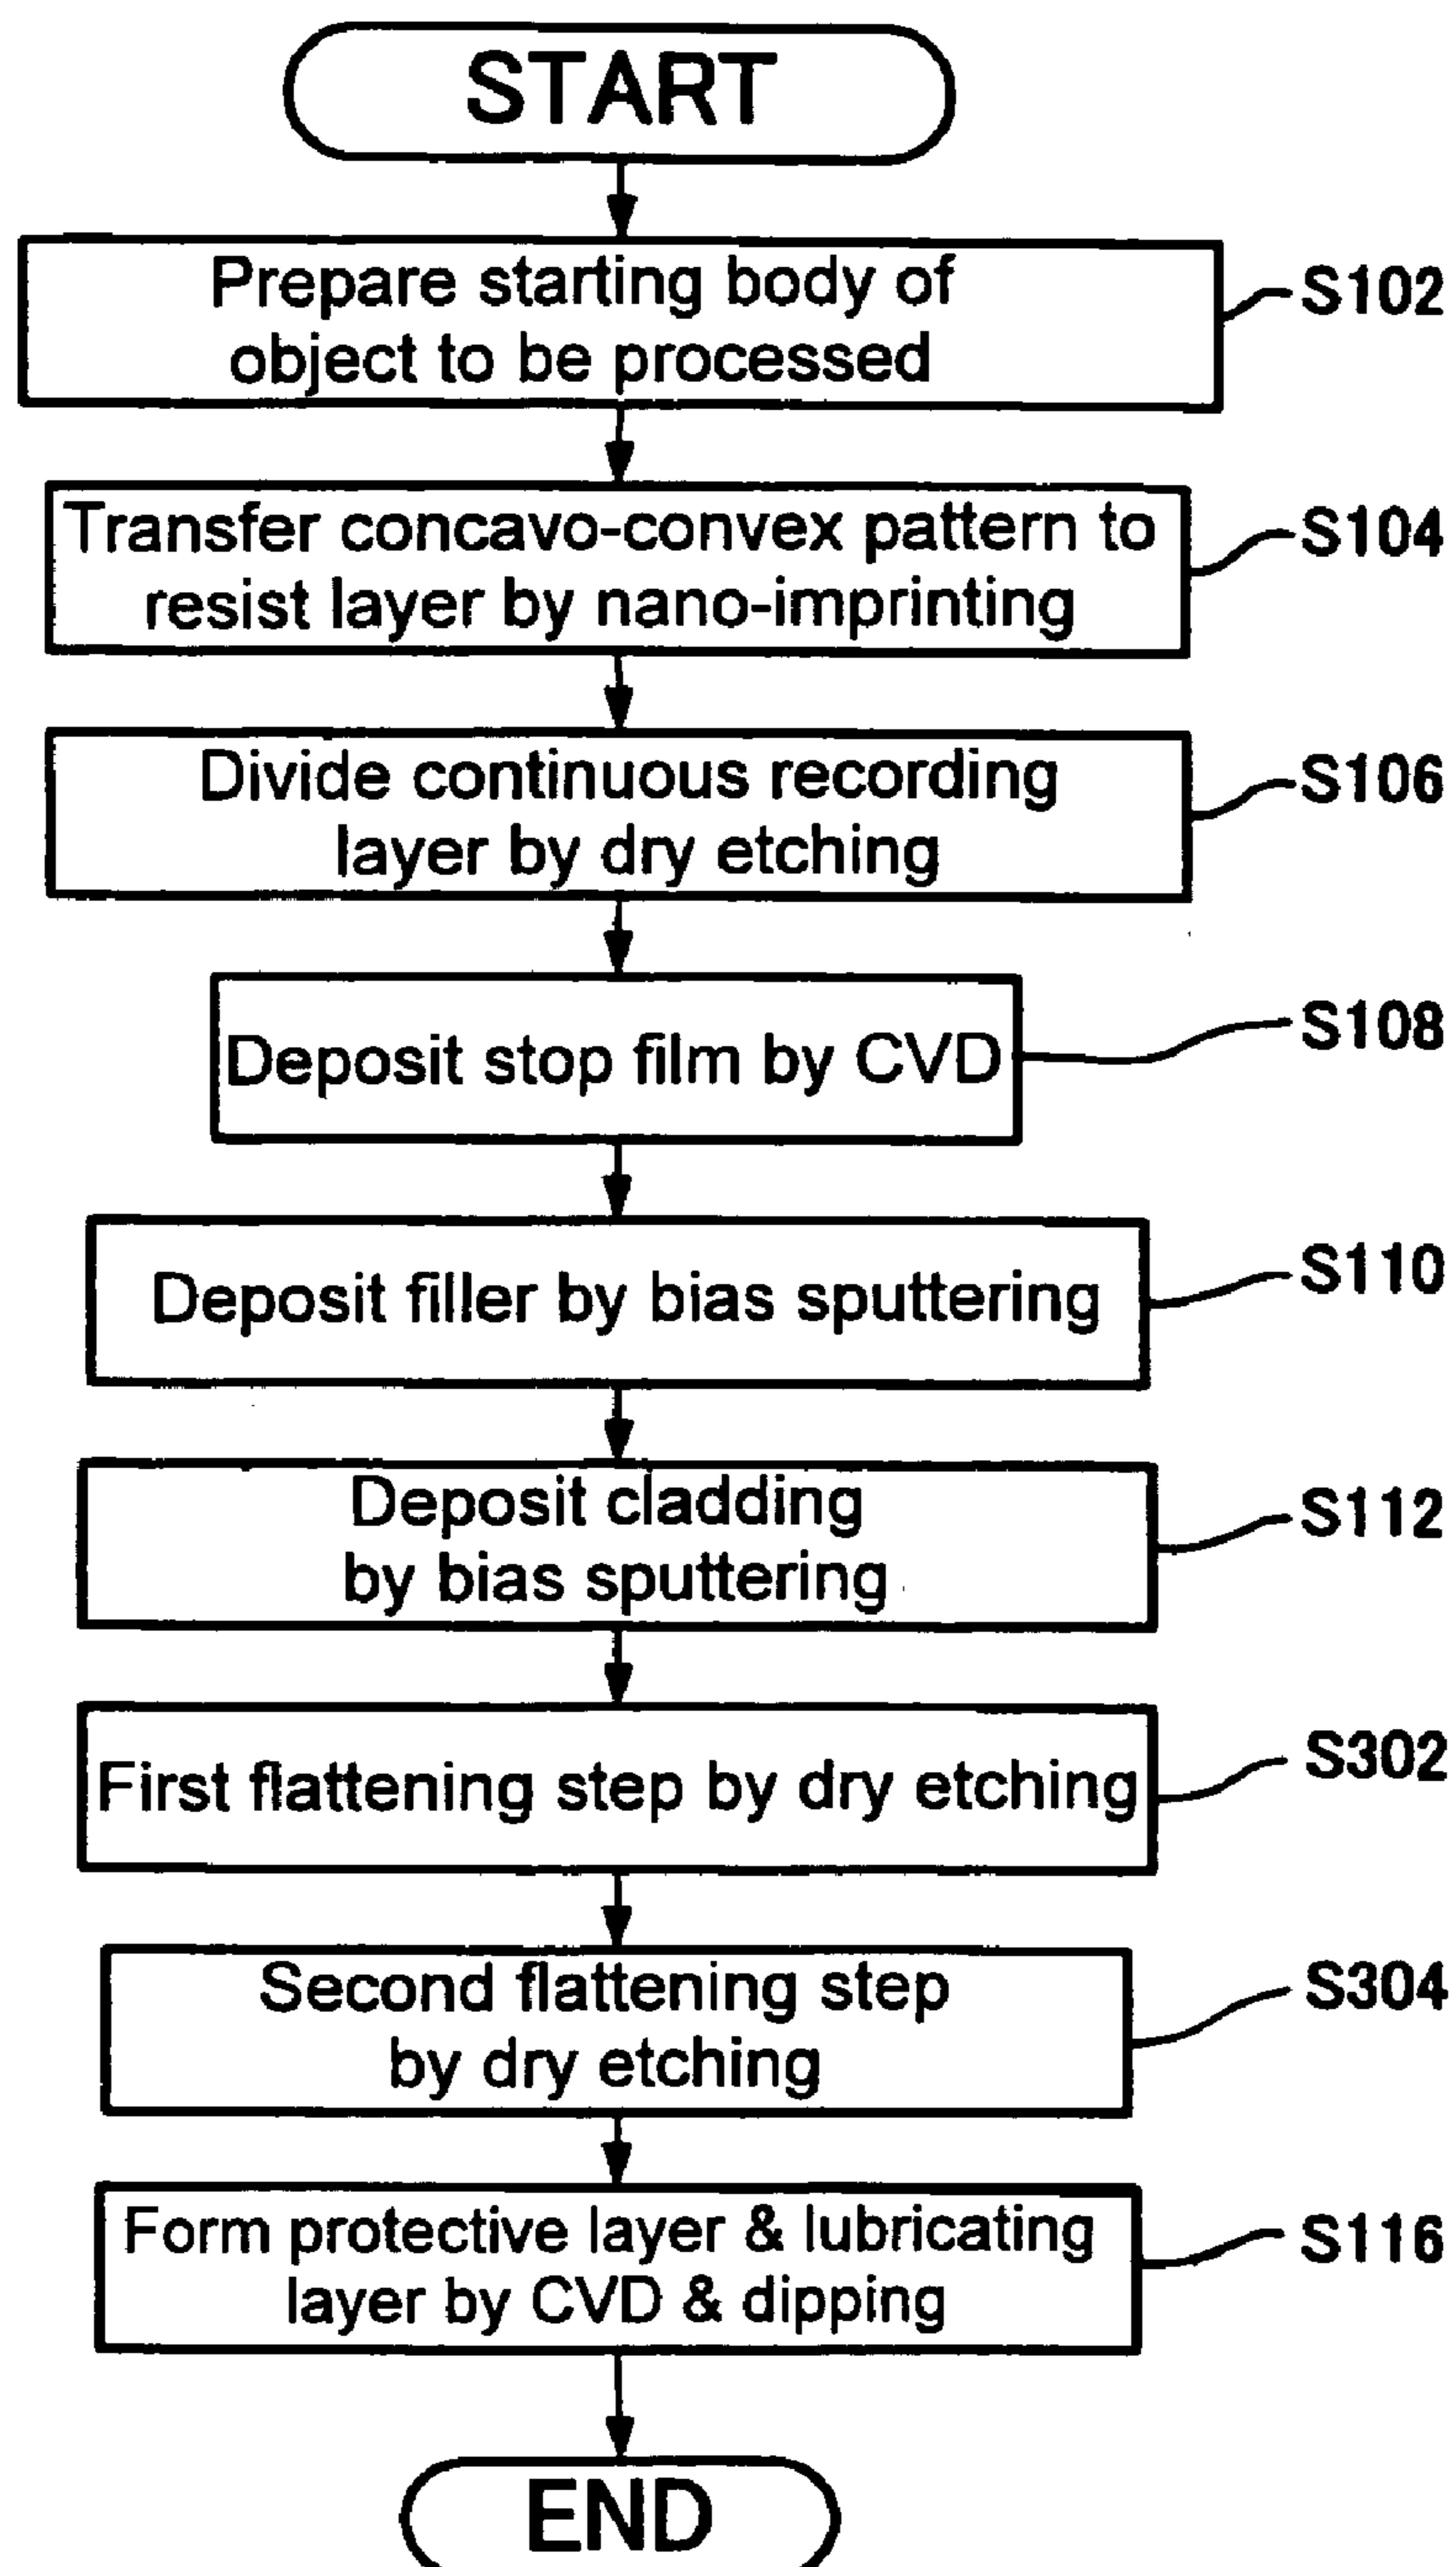 START
Prepare starting body of
object to be processed
S102
Transfer concavo-convex pattern to
resist layer by nano-imprinting
S104
Divide continuous recording
layer by dry etching
S106
Deposit stop film by CVD
S108
Deposit filler by bias sputtering
S110
Deposit cladding
by bias sputtering
S112
First flattening step by dry etching
S302
Second flattening step
by dry etching
S304
Form protective layer & lubricating
layer by CVD & dipping
S116
END